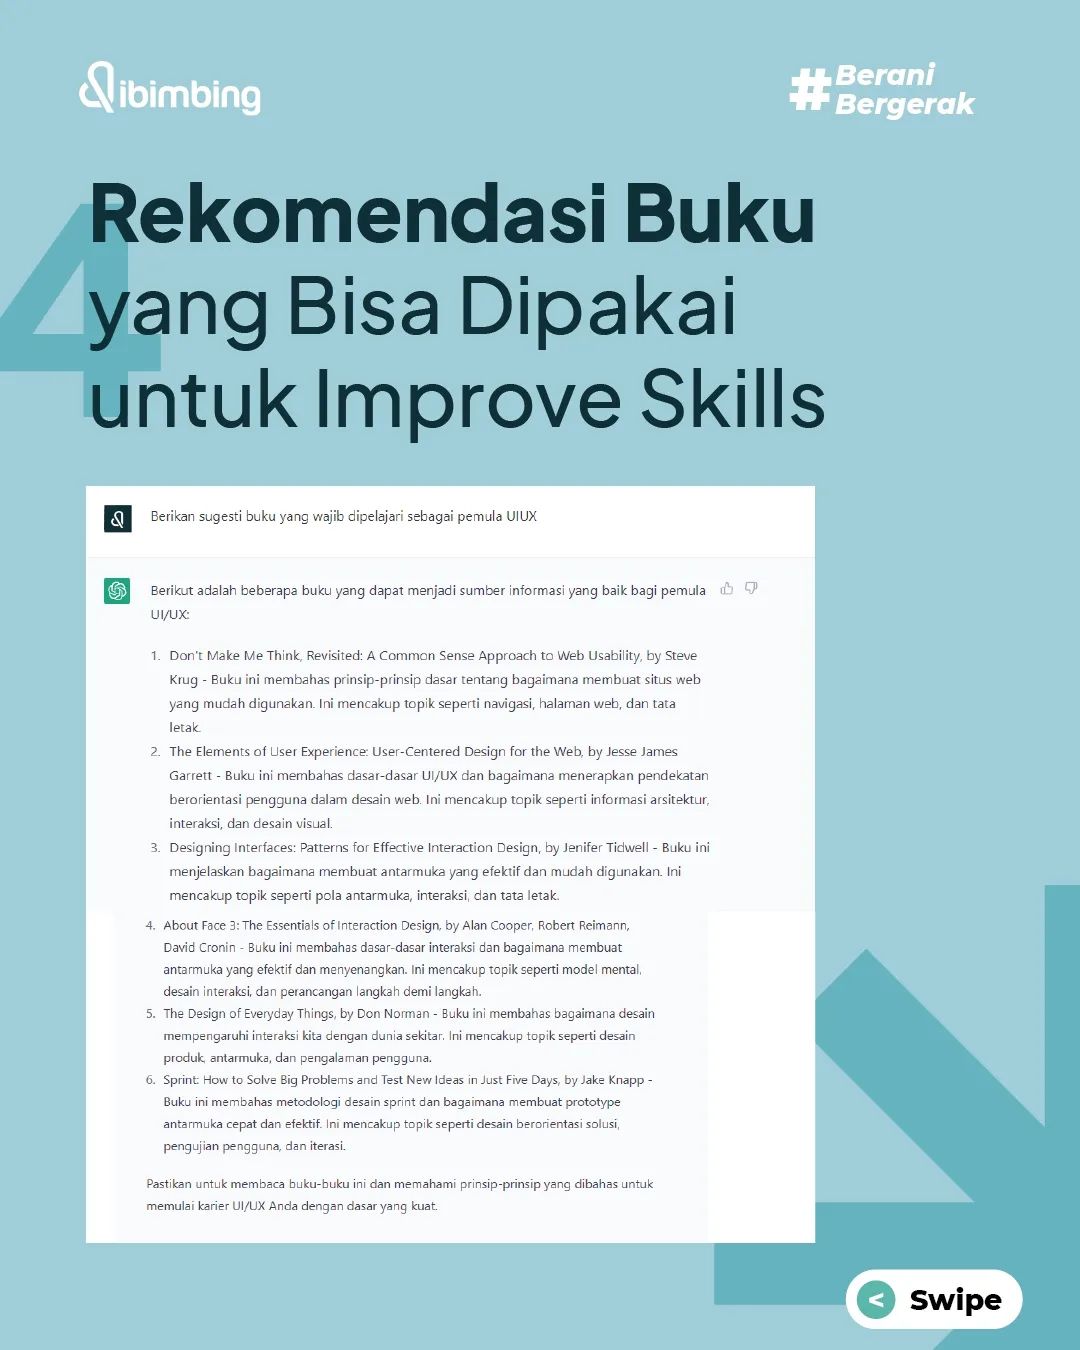 ibimbing
#Berani
Bergerak
4
Rekomendasi Buku
yang Bisa Dipakai
untuk Improve Skills
Berikan sugesti buku yang wajib dipelajari sebagai pemula UIUX
Berikut adalah beberapa buku yang dapat menjadi sumber informasi yang baik bagi pemula
UI/UX:
1. Don't Make Me Think, Revisited: A Common Sense Approach to Web Usability, by Steve
Krug - Buku ini membahas prinsip-prinsip dasar tentang bagaimana membuat situs web
yang mudah digunakan. Ini mencakup topik seperti navigasi, halaman web, dan tata
letak.
2. The Elements of User Experience: User-Centered Design for the Web, by Jesse James
Garrett - Buku ini membahas dasar-dasar UI/UX dan bagaimana menerapkan pendekatan
berorientasi pengguna dalam desain web. Ini mencakup topik seperti informasi arsitektur,
interaksi, dan desain visual.
3. Designing Interfaces: Patterns for Effective Interaction Design, by Jenifer Tidwell - Buku ini
menjelaskan bagaimana membuat antarmuka yang efektif dan mudah digunakan. Ini
mencakup topik seperti pola antarmuka, interaksi, dan tata letak.
4. About Face 3: The Essentials of Interaction Design, by Alan Cooper, Robert Reimann,
David Cronin - Buku ini membahas dasar-dasar interaksi dan bagaimana membuat
antarmuka yang efektif dan menyenangkan. Ini mencakup topik seperti model mental,
desain interaksi, dan perancangan langkah demi langkah.
5. The Design of Everyday Things, by Don Norman - Buku ini membahas bagaimana desain
mempengaruhi interaksi kita dengan dunia sekitar. Ini mencakup topik seperti desain
produk, antarmuka, dan pengalaman pengguna.
6. Sprint: How to Solve Big Problems and Test New Ideas in Just Five Days, by Jake Knapp -
Buku ini membahas metodologi desain sprint dan bagaimana membuat prototype
antarmuka cepat dan efektif. Ini mencakup topik seperti desain berorientasi solusi,
pengujian pengguna, dan iterasi.
Pastikan untuk membaca buku-buku ini dan memahami prinsip-prinsip yang dibahas untuk
memulai karier UI/UX Anda dengan dasar yang kuat.
< Swipe